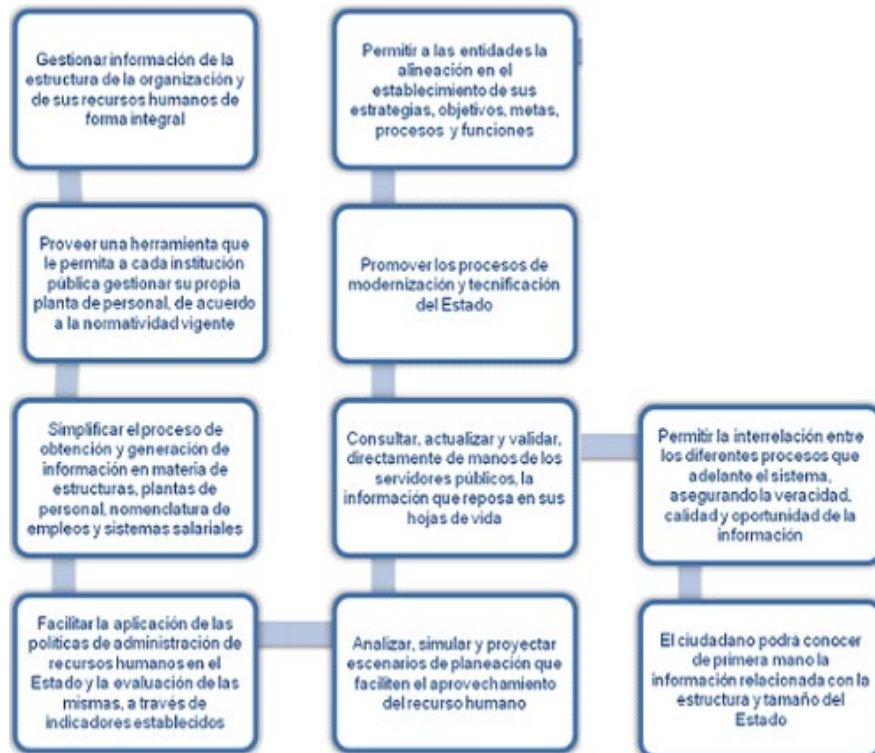 Gestionar información de la
estructura de la organización y
de sus recursos humanos de
forma integral
Proveer una herramienta que
le permita a cada institución
pública gestionar su propia
planta de personal, de acuerdo
a la normatividad vigente
Simplificar el proceso de
obtención y generación de
información en materia de
estructuras, plantas de
personal, nomenclatura de
empleos y sistemas salariales
Facilitar la aplicación de las
políticas de administración de
recursos humanos en el
Estado y la evaluación de las
mismas, a través de
indicadores establecidos
Analizar, simular y proyectar
escenarios de planeación que
faciliten el aprovechamiento
del recurso humano
Consultar, actualizar y validar,
directamente de manos de los
servidores públicos, la
información que reposa en sus
hojas de vida
Promover los procesos de
modernización y tecnificación
del Estado
Permitir a las entidades la
alineación en el
establecimiento de sus
estrategias, objetivos, metas,
procesos y funciones
Permitir la interrelación entre
los diferentes procesos que
adelante el sistema,
asegurando la veracidad,
calidad y oportunidad de la
información
El ciudadano podrá conocer
de primera mano la
información relacionada con la
estructura y tamaño del
Estado